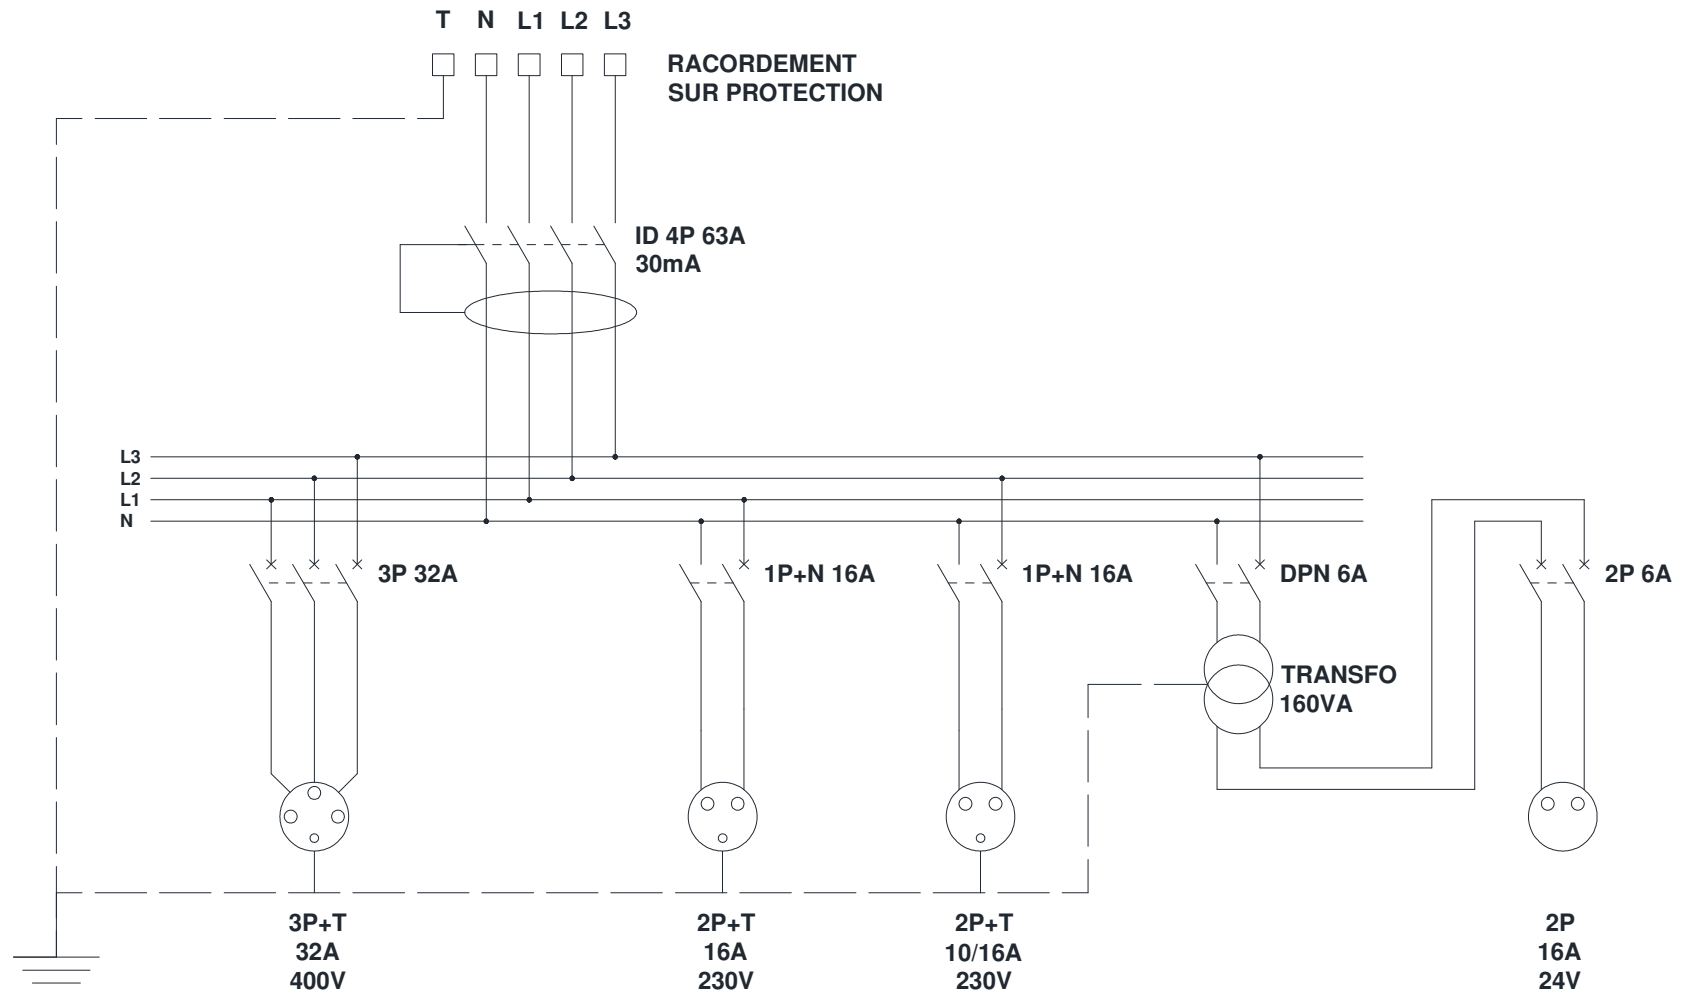 T N L1 L2 L3
RACORDEMENT
SUR PROTECTION
ID 4P 63A
30mA
L3
L2
L1
N
3P 32A
1P+N 16A
1P+N 16A
DPN 6A
2P 6A
TRANSFO
160VA
3P+T
32A
400V
2P+T
16A
230V
2P+T
10/16A
230V
2P
16A
24V